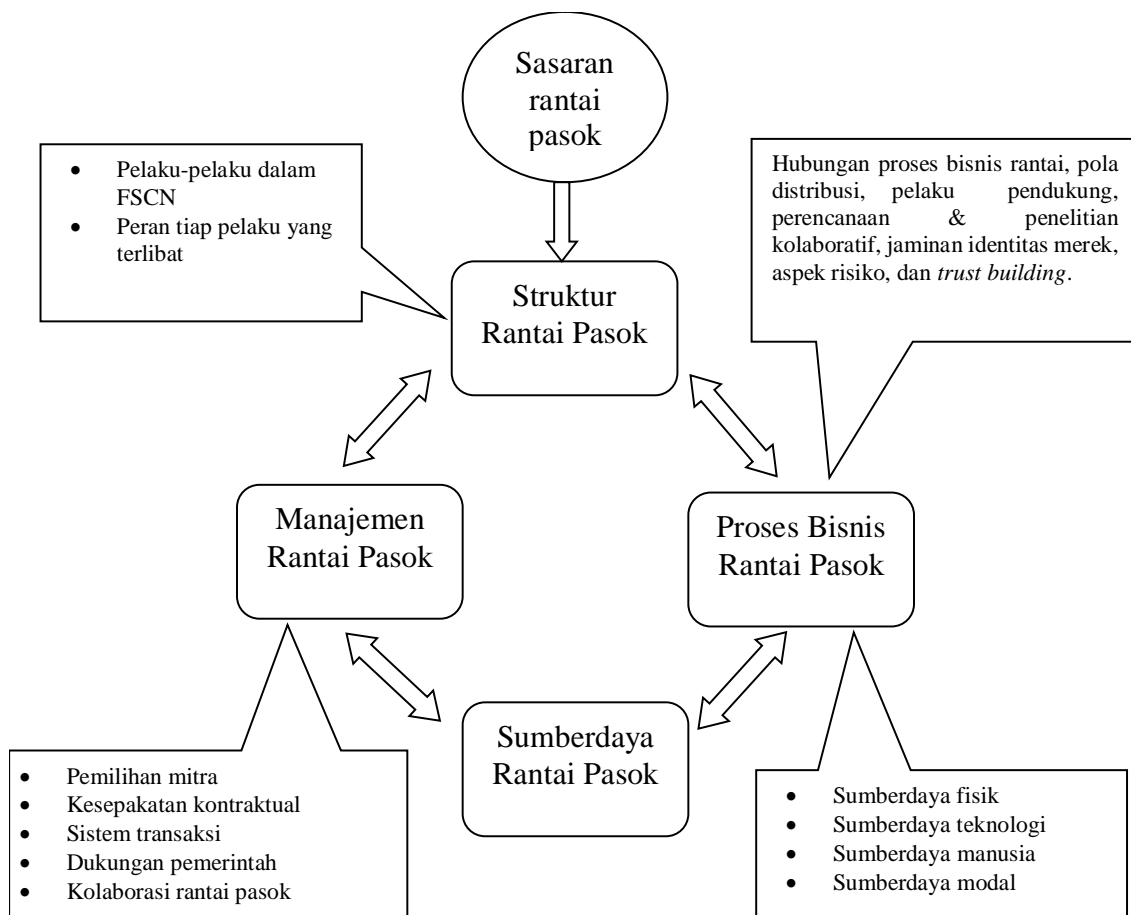 Sasaran
rantai
pasok
• Pelaku-pelaku dalam
FSCN
• Peran tiap pelaku yang
terlibat
Hubungan proses bisnis rantai, pola
distribusi, pelaku pendukung,
perencanaan & penelitian
kolaboratif, jaminan identitas merek,
aspek risiko, dan trust building.
Struktur
Rantai Pasok
Manajemen
Rantai Pasok
Proses Bisnis
Rantai Pasok
Sumberdaya
Rantai Pasok
• Pemilihan mitra
• Kesepakatan kontraktual
• Sistem transaksi
• Dukungan pemerintah
• Kolaborasi rantai pasok
• Sumberdaya fisik
• Sumberdaya teknologi
• Sumberdaya manusia
• Sumberdaya modal